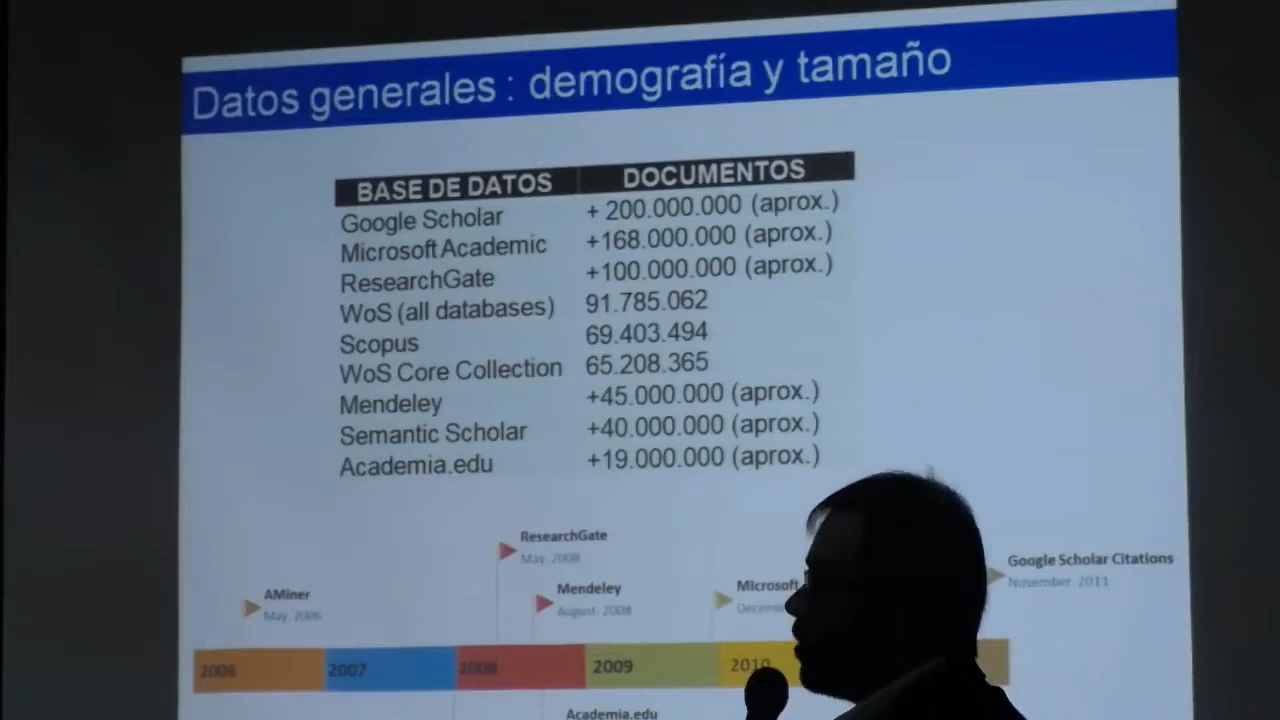 Datos generales : demografía y tamaño
BASE DE DATOS DOCUMENTOS
Google Scholar + 200.000.000 (aprox.)
Microsoft Academic +168.000.000 (aprox.)
ResearchGate +100.000.000 (aprox.)
WoS (all databases) 91.785.062
Scopus 69.403.494
WoS Core Collection 65.208.365
Mendeley +45.000.000 (aprox.)
Semantic Scholar +40.000.000 (aprox.)
Academia.edu +19.000.000 (aprox.)
ResearchGate
May, 2008
Google Scholar Citations
November, 2011
Mendeley
August, 2008
Microsoft
AMiner
May, 2006
2006 2007 2008 2009 2010
Academia.edu